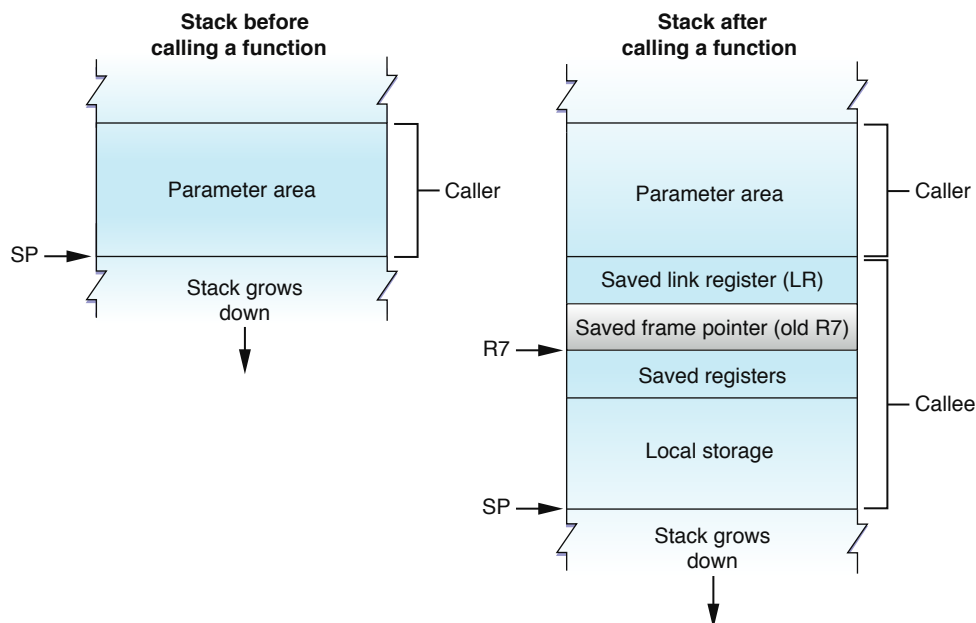 Stack before
calling a function
Parameter area
Caller
SP
Stack grows
down
Stack after
calling a function
Parameter area
Caller
Saved link register (LR)
Saved frame pointer (old R7)
R7
Saved registers
Callee
Local storage
SP
Stack grows
down